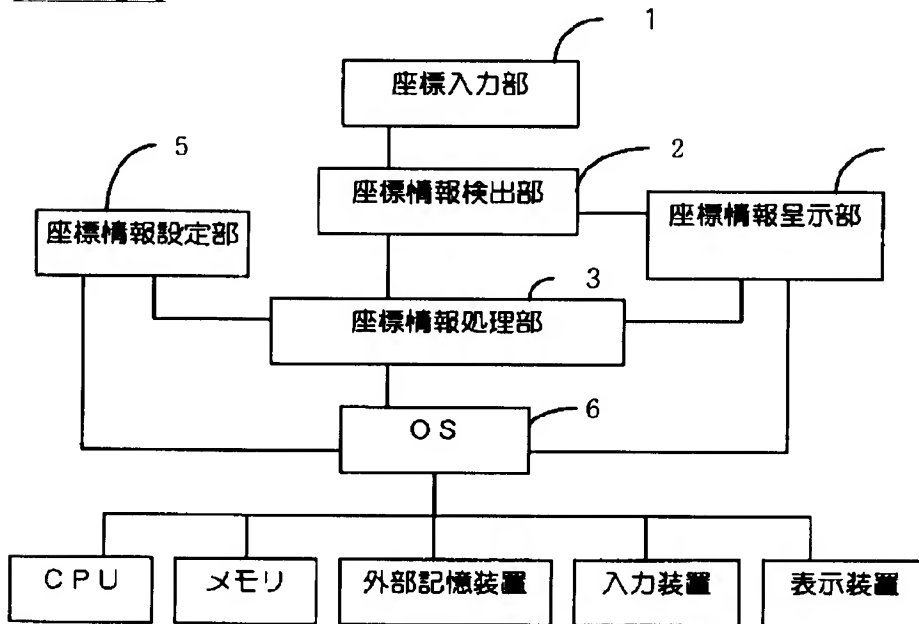 1
座標入力部
5
2
座標情報検出部
座標情報呈示部
座標情報設定部
3
座標情報処理部
6
OS
CPU
メモリ
外部記憶装置
入力装置
表示装置